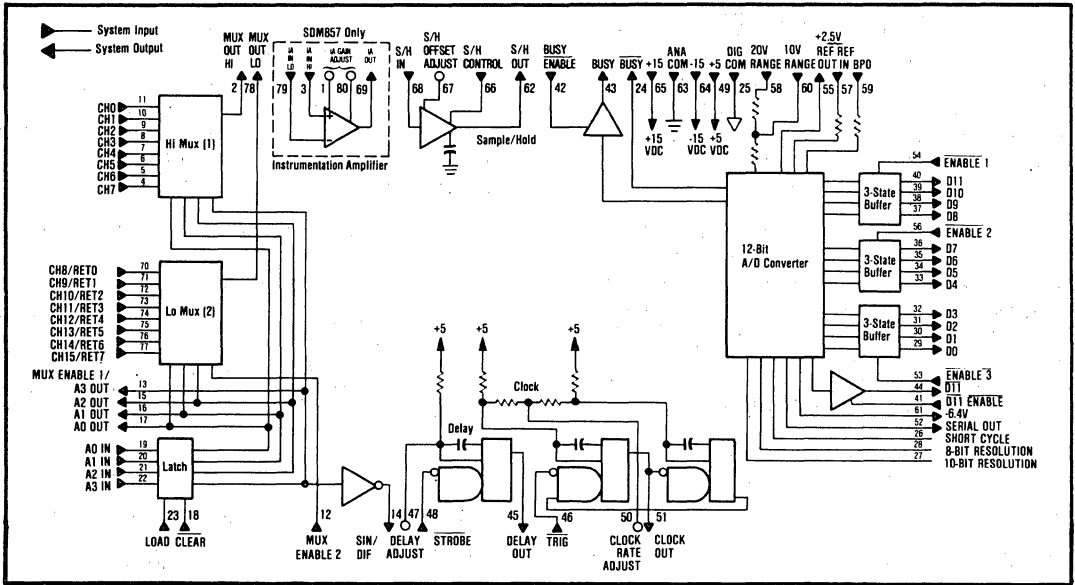 System Input
System Output
SDM857 Only
MUX OUT HI
MUX OUT LO
IA IN LO
IA IN HI
IA GAIN ADJUST
IA OUT
S/H IN
S/H OFFSET ADJUST
S/H CONTROL
S/H OUT
BUSY ENABLE
BUSY
BUSY
+15
ANA COM
-15
+5
DIG COM
20V RANGE
10V RANGE
+2.5V REF OUT
REF IN
BPO
2 78 79 3 1 80 69 68 67 66 62 42 43 24 65 63 64 49 25 58 60 55 57 59
+15 VDC
-15 VDC
+5 VDC
Instrumentation Amplifier
Sample/Hold
CH0 11
CH1 10
CH2 9
CH3 8
CH4 7
CH5 6
CH6 5
CH7 4
Hi Mux (1)
CH8/RET0 70
CH9/RET1 71
CH10/RET2 72
CH11/RET3 73
CH12/RET4 74
CH13/RET5 75
CH14/RET6 76
CH15/RET7 77
Lo Mux (2)
MUX ENABLE 1/
A3 OUT 13
A2 OUT 15
A1 OUT 16
A0 OUT 17
A0 IN 19
A1 IN 20
A2 IN 21
A3 IN 22
Latch
23 18
LOAD CLEAR
12
MUX ENABLE 2
14
SIN/DIF
47
DELAY ADJUST
48
STROBE
45
DELAY OUT
46
TRIG
50
CLOCK RATE ADJUST
51
CLOCK OUT
+5 +5 +5
Clock
Delay
12-Bit A/D Converter
54 ENABLE 1
3-State Buffer
40 D11
39 D10
38 D9
37 D8
56 ENABLE 2
3-State Buffer
36 D7
35 D6
34 D5
33 D4
3-State Buffer
32 D3
31 D2
30 D1
29 D0
53 ENABLE 3
44 D11
41 D11 ENABLE
61 -6.4V
52 SERIAL OUT
26 SHORT CYCLE
28 8-BIT RESOLUTION
27 10-BIT RESOLUTION